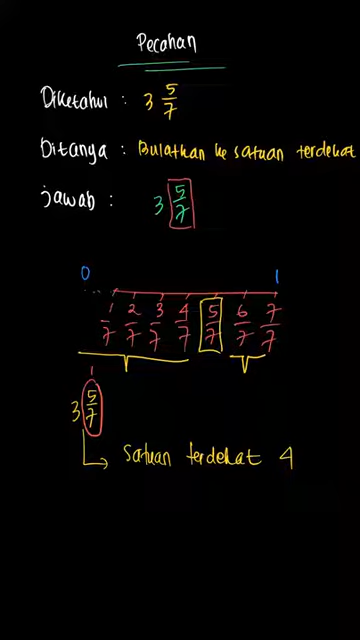 Pecahan
Diketahui : 3 5/7
Ditanya : Bulatkan ke satuan terdekat
jawab : 3 5/7
0 1
... 1/7 2/7 3/7 4/7 5/7 6/7 7/7
1
3 5/7
Satuan terdekat 4